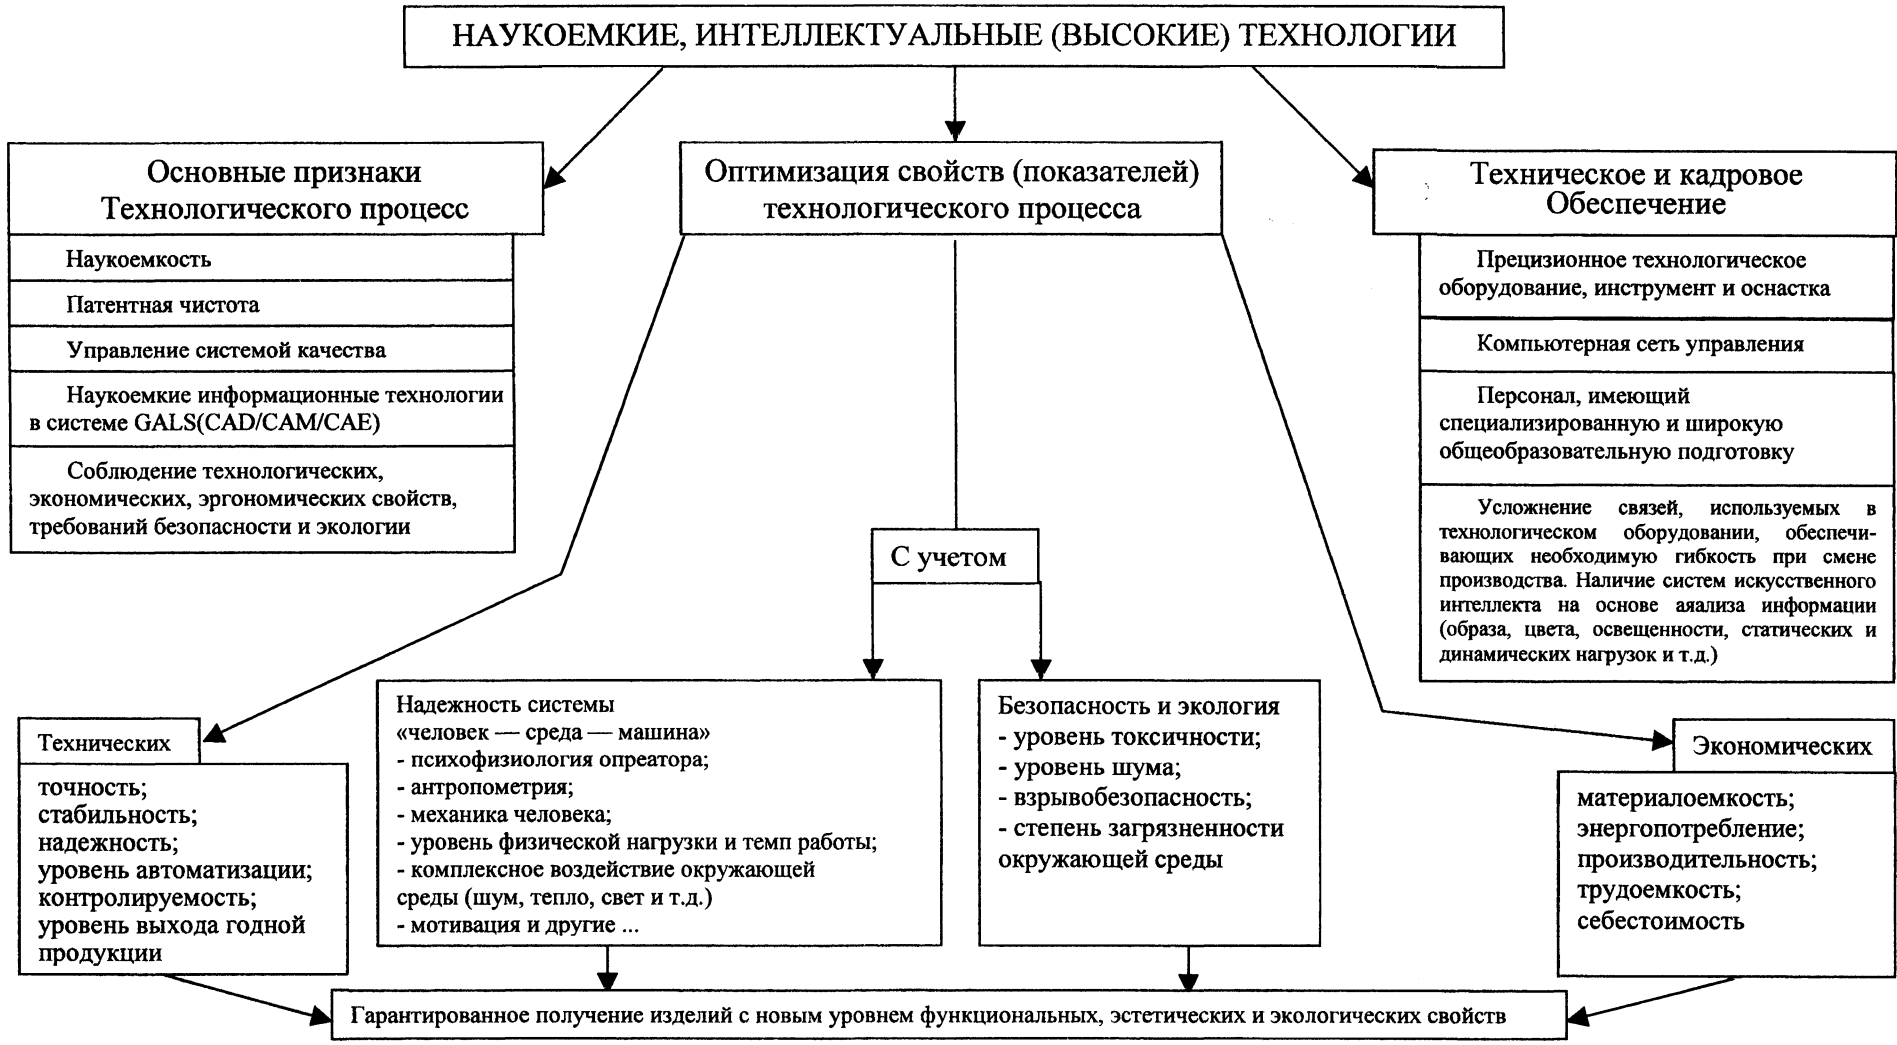 НАУКОЕМКИЕ, ИНТЕЛЛЕКТУАЛЬНЫЕ (ВЫСОКИЕ) ТЕХНОЛОГИИ
Основные признаки
Технологического процесс
Наукоемкость
Патентная чистота
Управление системой качества
Наукоемкие информационные технологии
в системе GALS(CAD/CAM/CAE)
Соблюдение технологических,
экономических, эргономических свойств,
требований безопасности и экологии
Оптимизация свойств (показателей)
технологического процесса
Техническое и кадровое
Обеспечение
Прецизионное технологическое
оборудование, инструмент и оснастка
Компьютерная сеть управления
Персонал, имеющий
специализированную и широкую
общеобразовательную подготовку
Усложнение связей, используемых в
технологическом оборудовании, обеспечи-
вающих необходимую гибкость при смене
производства. Наличие систем искусственного
интеллекта на основе аяализа информации
(образа, цвета, освещенности, статических и
динамических нагрузок и т.д.)
С учетом
Технических
точность;
стабильность;
надежность;
уровень автоматизации;
контролируемость;
уровень выхода годной
продукции
Надежность системы
«человек — среда — машина»
- психофизиология опреатора;
- антропометрия;
- механика человека;
- уровень физической нагрузки и темп работы;
- комплексное воздействие окружающей
среды (шум, тепло, свет и т.д.)
- мотивация и другие ...
Безопасность и экология
- уровень токсичности;
- уровень шума;
- взрывобезопасность;
- степень загрязненности
окружающей среды
Экономических
материалоемкость;
энергопотребление;
производительность;
трудоемкость;
себестоимость
Гарантированное получение изделий с новым уровнем функциональных, эстетических и экологических свойств